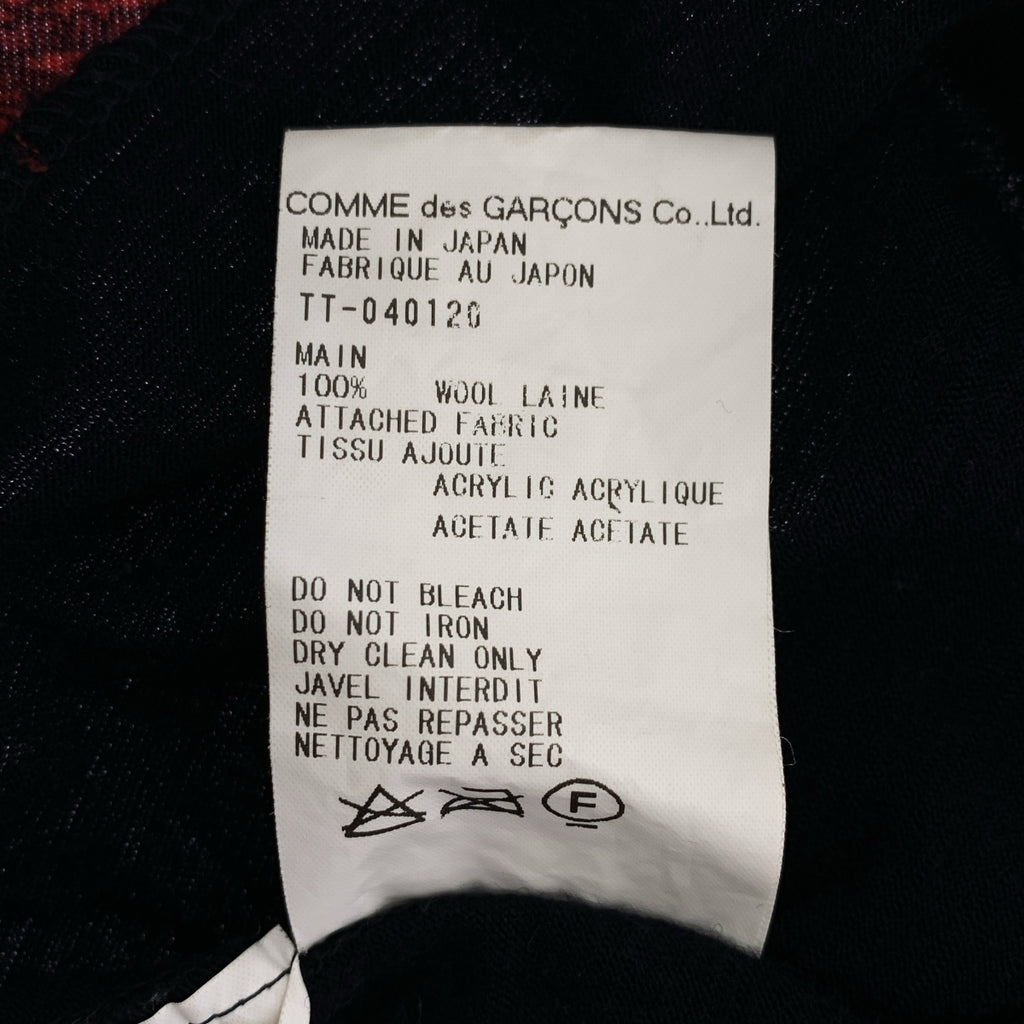 COMME des GARÇONS Co.,Ltd.
MADE IN JAPAN
FABRIQUE AU JAPON
TT-040120
MAIN
100% WOOL LAINE
ATTACHED FABRIC
TISSU AJOUTE
ACRYLIC ACRYLIQUE
ACETATE ACETATE
DO NOT BLEACH
DO NOT IRON
DRY CLEAN ONLY
JAVEL INTERDIT
NE PAS REPASSER
NETTOYAGE A SEC
F